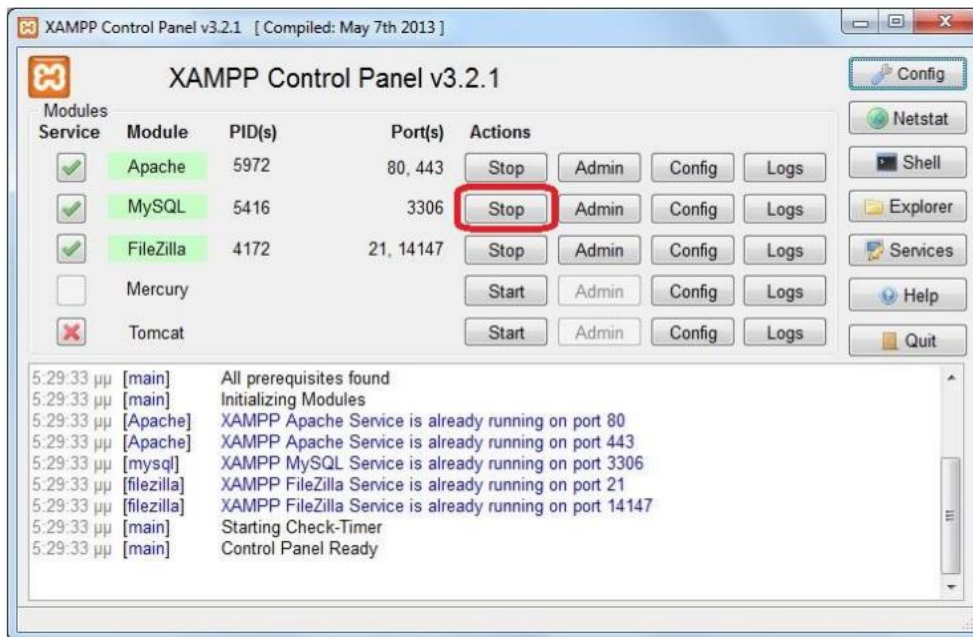 XAMPP Control Panel v3.2.1 [ Compiled: May 7th 2013 ]
XAMPP Control Panel v3.2.1
Config
Modules
Netstat
Service Module PID(s) Port(s) Actions
Apache 5972 80, 443 Stop Admin Config Logs
Shell
MySQL 5416 3306 Stop Admin Config Logs
Explorer
FileZilla 4172 21, 14147 Stop Admin Config Logs
Services
Mercury Start Admin Config Logs
Help
Tomcat Start Admin Config Logs
Quit
5:29:33 μμ [main] All prerequisites found
5:29:33 μμ [main] Initializing Modules
5:29:33 μμ [Apache] XAMPP Apache Service is already running on port 80
5:29:33 μμ [Apache] XAMPP Apache Service is already running on port 443
5:29:33 μμ [mysql] XAMPP MySQL Service is already running on port 3306
5:29:33 μμ [filezilla] XAMPP FileZilla Service is already running on port 21
5:29:33 μμ [filezilla] XAMPP FileZilla Service is already running on port 14147
5:29:33 μμ [main] Starting Check-Timer
5:29:33 μμ [main] Control Panel Ready